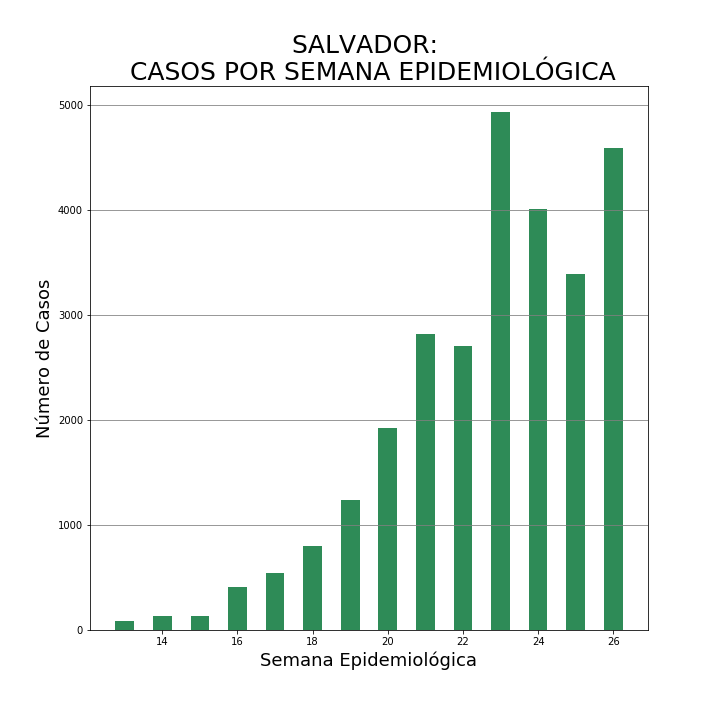 SALVADOR:
CASOS POR SEMANA EPIDEMIOLÓGICA
Número de Casos
5000
4000
3000
2000
1000
0
14 16 18 20 22 24 26
Semana Epidemiológica